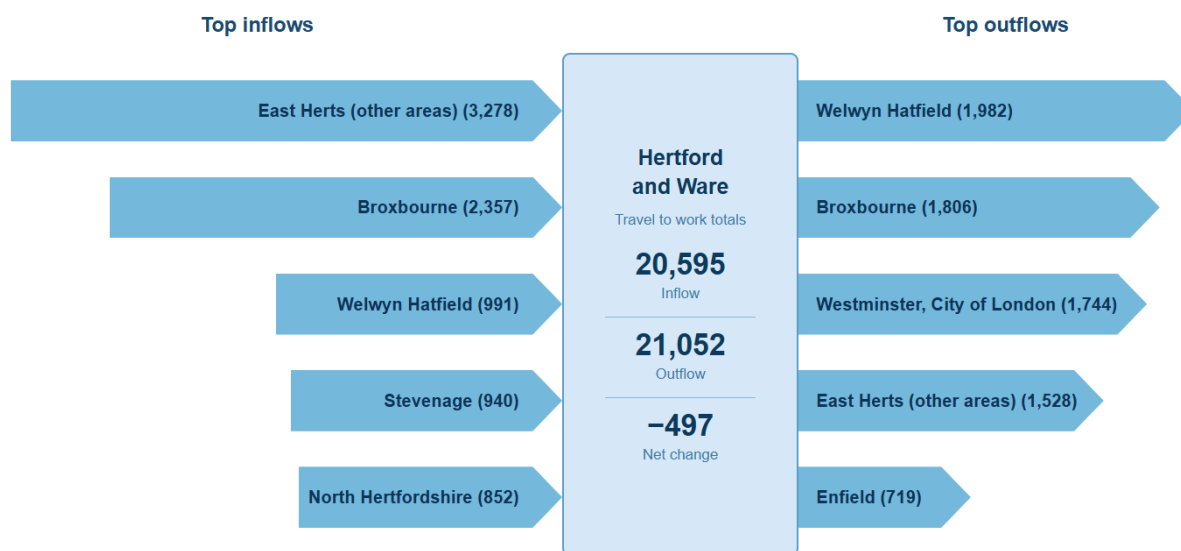 Top inflows
East Herts (other areas) (3,278)
Broxbourne (2,357)
Welwyn Hatfield (991)
Stevenage (940)
North Hertfordshire (852)
Hertford
and Ware
Travel to work totals
20,595
Inflow
21,052
Outflow
−497
Net change
Top outflows
Welwyn Hatfield (1,982)
Broxbourne (1,806)
Westminster, City of London (1,744)
East Herts (other areas) (1,528)
Enfield (719)